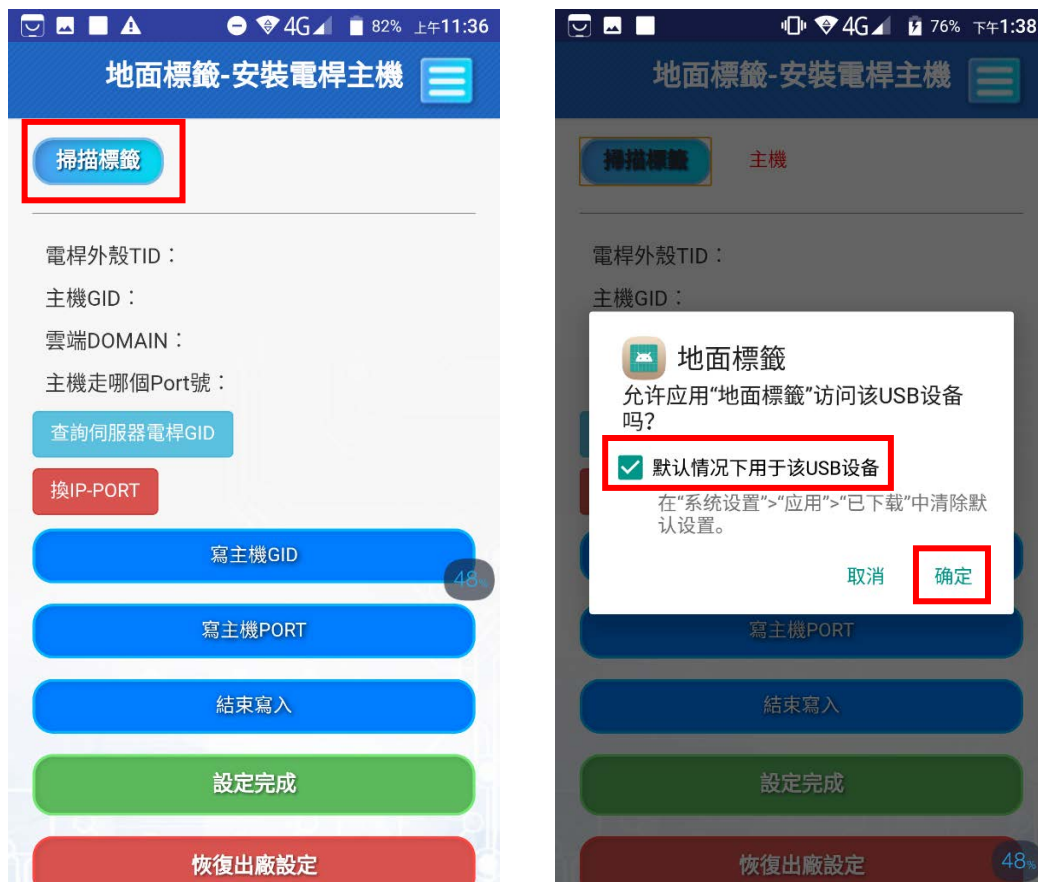 4G 82% 上午11:36
地面標籤-安裝電桿主機
掃描標籤
電桿外殼TID：
主機GID：
雲端DOMAIN：
主機走哪個Port號：
查詢伺服器電桿GID
換IP-PORT
寫主機GID
48%
寫主機PORT
結束寫入
設定完成
恢復出廠設定
4G 76% 下午1:38
地面標籤-安裝電桿主機
掃描標籤 主機
電桿外殼TID：
主機GID：
地面標籤
允许应用“地面標籤”访问该USB设备
吗？
默认情况下用于该USB设备
在“系统设置”>“应用”>“已下载”中清除默
认设置。
取消 确定
寫主機PORT
結束寫入
設定完成
恢復出廠設定
48%